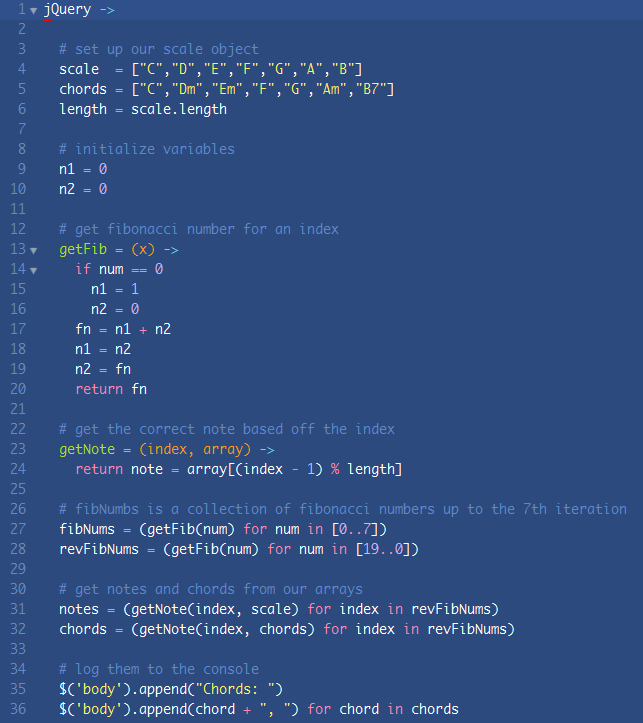 1 jQuery ->
2
3 # set up our scale object
4 scale  = ["C","D","E","F","G","A","B"]
5 chords = ["C","Dm","Em","F","G","Am","B7"]
6 length = scale.length
7
8 # initialize variables
9 n1 = 0
10 n2 = 0
11
12 # get fibonacci number for an index
13 getFib = (x) ->
14 if num == 0
15 n1 = 1
16 n2 = 0
17 fn = n1 + n2
18 n1 = n2
19 n2 = fn
20 return fn
21
22 # get the correct note based off the index
23 getNote = (index, array) ->
24 return note = array[(index - 1) % length]
25
26 # fibNumbs is a collection of fibonacci numbers up to the 7th iteration
27 fibNums = (getFib(num) for num in [0..7])
28 revFibNums = (getFib(num) for num in [19..0])
29
30 # get notes and chords from our arrays
31 notes = (getNote(index, scale) for index in revFibNums)
32 chords = (getNote(index, chords) for index in revFibNums)
33
34 # log them to the console
35 $('body').append("Chords: ")
36 $('body').append(chord + ", ") for chord in chords